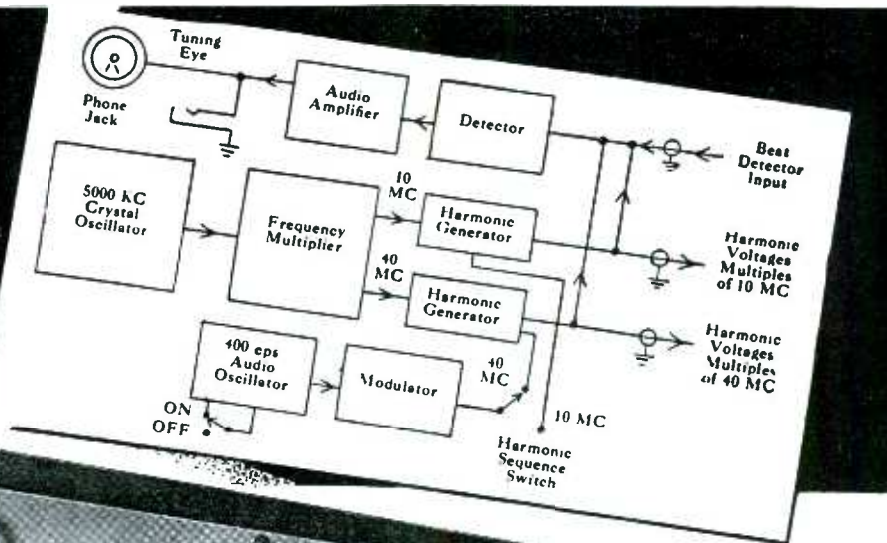 Tuning
Eye
Phone
Jack
Audio
Amplifier
Detector
Beat
Detector
Input
5000 KC
Crystal
Oscillator
Frequency
Multiplier
10
MC
Harmonic
Generator
Harmonic
Voltages
Multiples
of 10 MC
40
MC
Harmonic
Generator
Harmonic
Voltages
Multiples
of 40 MC
400 eps
Audio
Oscillator
Modulator
40
MC
ON
OFF
10 MC
Harmonic
Sequence
Switch